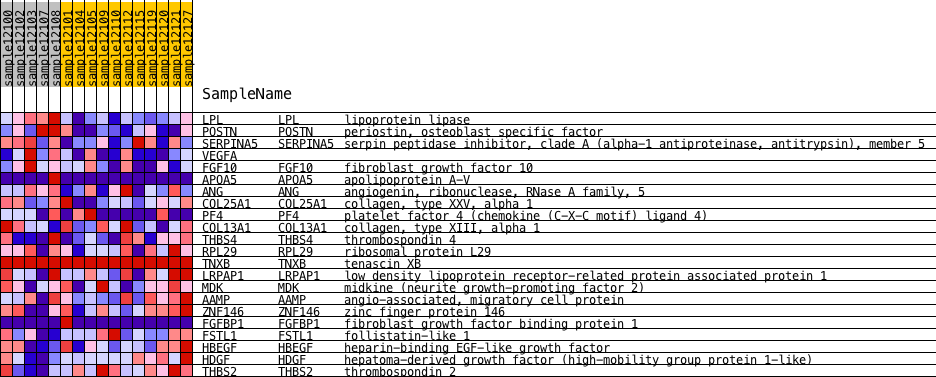 sample12100
sample12102
sample12103
sample12107
sample12108
sample12101
sample12104
sample12105
sample12109
sample12110
sample12112
sample12115
sample12119
sample12120
sample12121
sample12127
SampleName
LPL LPL lipoprotein lipase
POSTN POSTN periostin, osteoblast specific factor
SERPINA5 SERPINA5 serpin peptidase inhibitor, clade A (alpha-1 antiproteinase, antitrypsin), member 5
VEGFA
FGF10 FGF10 fibroblast growth factor 10
APOA5 APOA5 apolipoprotein A-V
ANG ANG angiogenin, ribonuclease, RNase A family, 5
COL25A1 COL25A1 collagen, type XXV, alpha 1
PF4 PF4 platelet factor 4 (chemokine (C-X-C motif) ligand 4)
COL13A1 COL13A1 collagen, type XIII, alpha 1
THBS4 THBS4 thrombospondin 4
RPL29 RPL29 ribosomal protein L29
TNXB TNXB tenascin XB
LRPAP1 LRPAP1 low density lipoprotein receptor-related protein associated protein 1
MDK MDK midkine (neurite growth-promoting factor 2)
AAMP AAMP angio-associated, migratory cell protein
ZNF146 ZNF146 zinc finger protein 146
FGFBP1 FGFBP1 fibroblast growth factor binding protein 1
FSTL1 FSTL1 follistatin-like 1
HBEGF HBEGF heparin-binding EGF-like growth factor
HDGF HDGF hepatoma-derived growth factor (high-mobility group protein 1-like)
THBS2 THBS2 thrombospondin 2